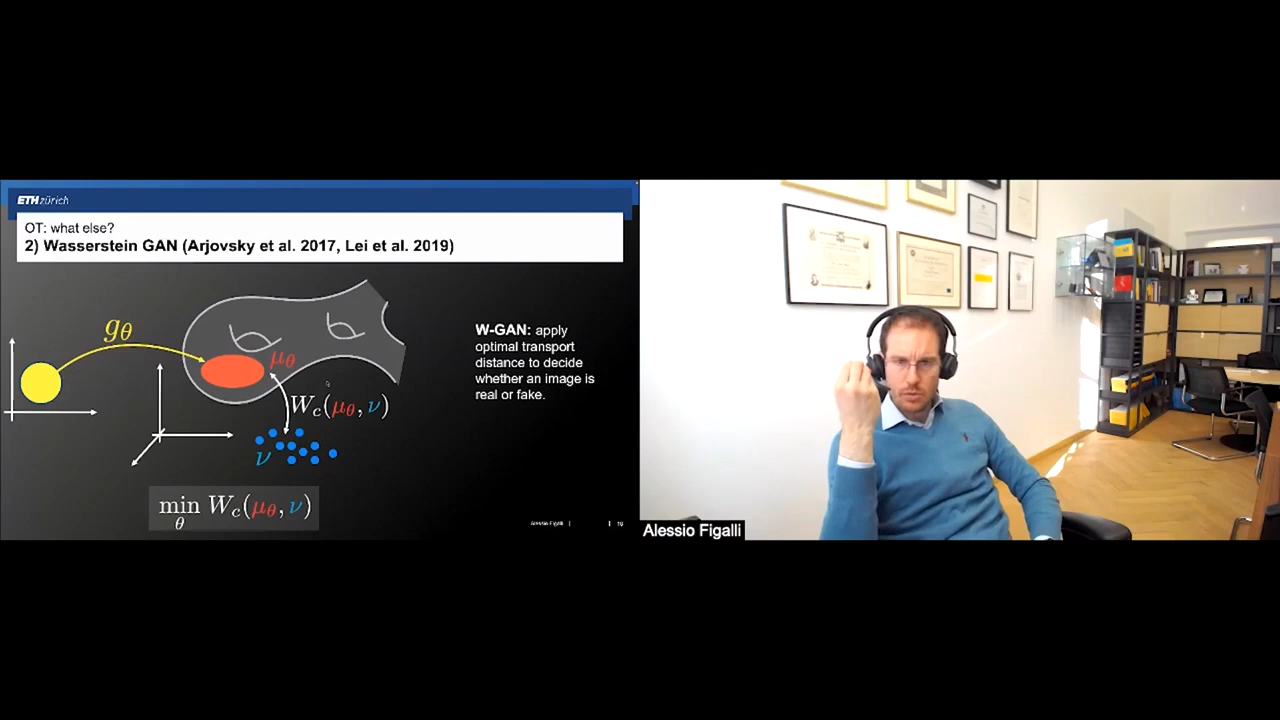 ETH zürich
OT: what else?
2) Wasserstein GAN (Arjovsky et al. 2017, Lei et al. 2019)
gθ
μθ
W-GAN: apply
optimal transport
distance to decide
whether an image is
real or fake.
Wc(μθ, ν)
ν
min Wc(μθ, ν)
θ
Alessio Figalli
Alessio Figalli